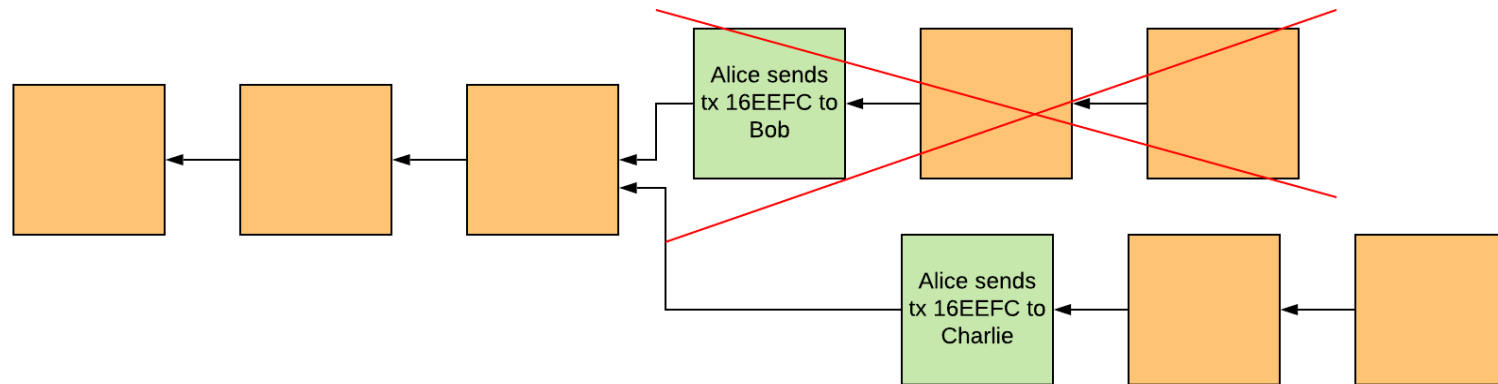 Alice sends
tx 16EEFC to
Bob
Alice sends
tx 16EEFC to
Charlie